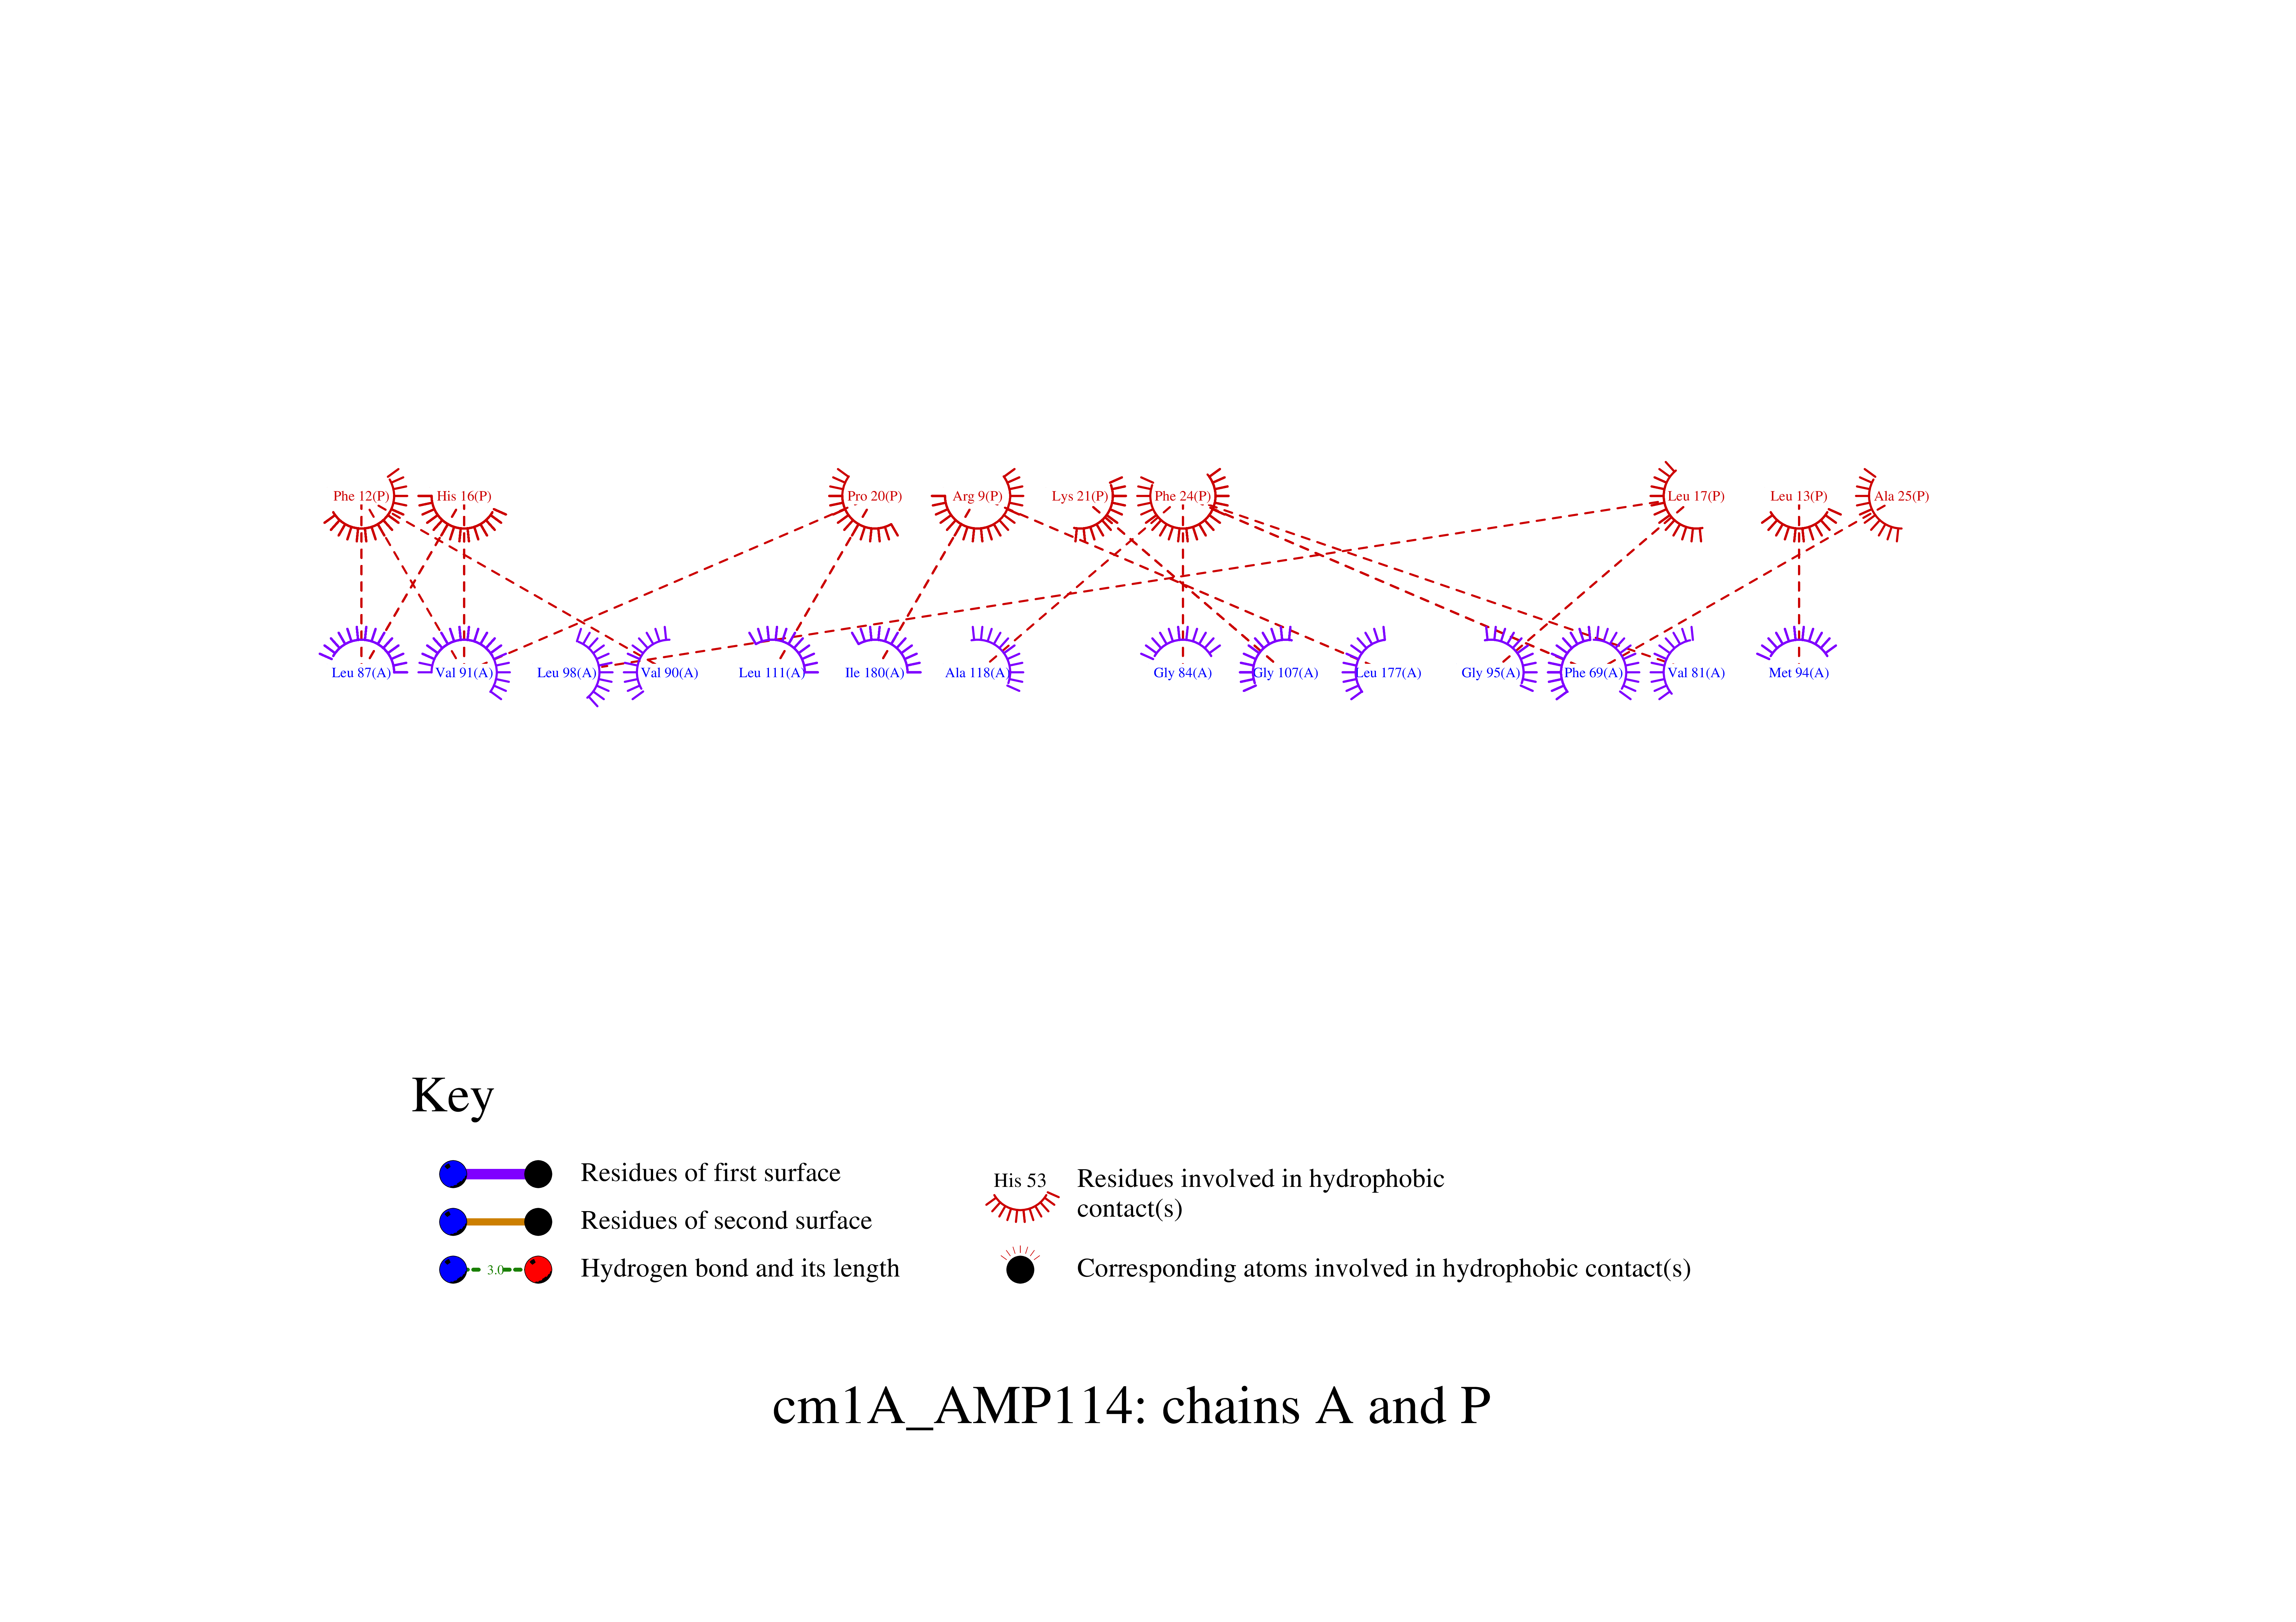 Phe 12(P) His 16(P) Pro 20(P) Arg 9(P) Lys 21(P) Phe 24(P) Leu 17(P) Leu 13(P) Ala 25(P)
Leu 87(A) Val 91(A) Leu 98(A) Val 90(A) Leu 111(A) Ile 180(A) Ala 118(A) Gly 84(A) Gly 107(A) Leu 177(A) Gly 95(A) Phe 69(A) Val 81(A) Met 94(A)
Key
Residues of first surface
Residues of second surface
3.0
Hydrogen bond and its length
His 53
Residues involved in hydrophobic
contact(s)
Corresponding atoms involved in hydrophobic contact(s)
cm1A_AMP114: chains A and P